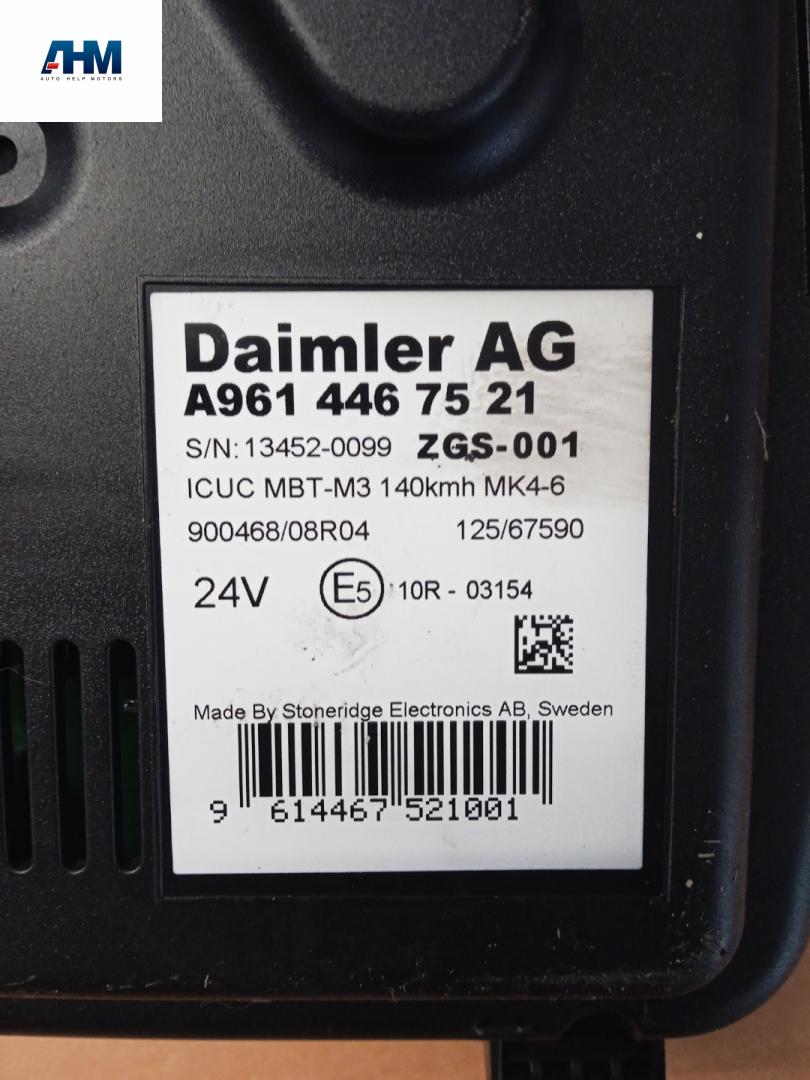 AHM
AUTO HELP MOTORS
Daimler AG
A961 446 75 21
S/N: 13452-0099 ZGS-001
ICUC MBT-M3 140kmh MK4-6
900468/08R04 125/67590
24V E5 10R - 03154
Made By Stoneridge Electronics AB, Sweden
9 614467 521001